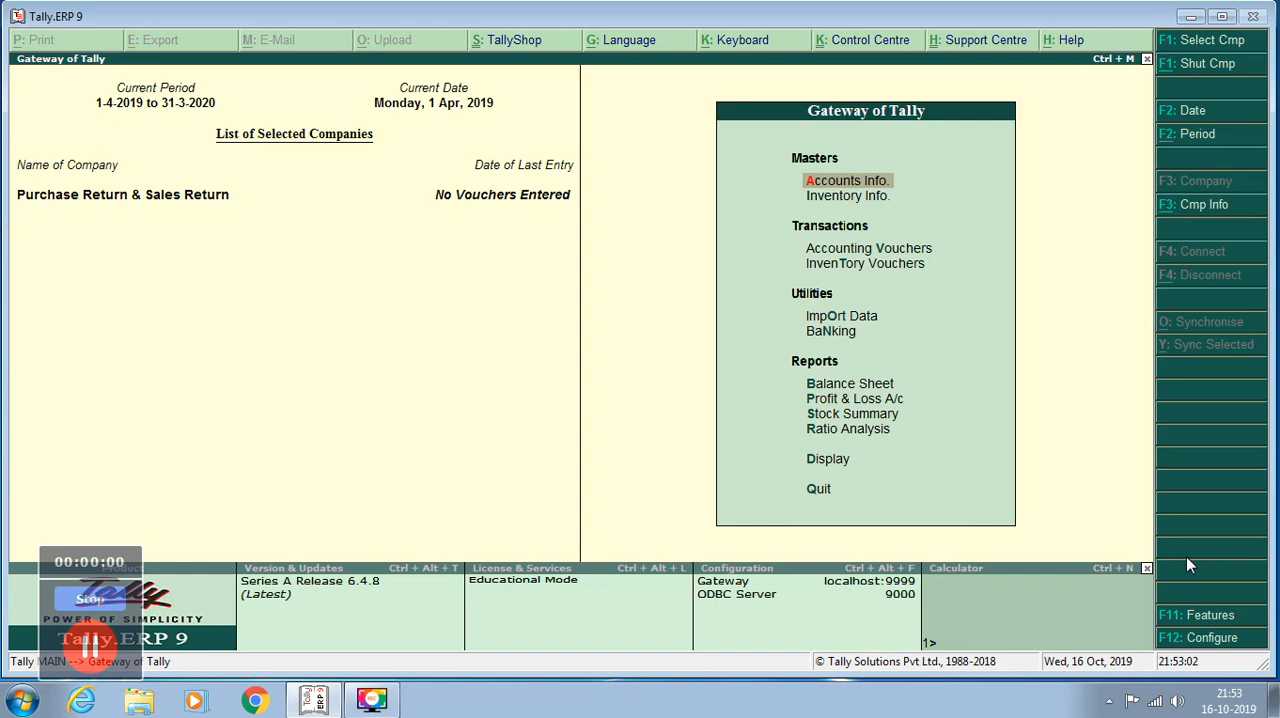 Tally.ERP 9
P: Print
E: Export
M: E-Mail
O: Upload
S: TallyShop
G: Language
K: Keyboard
K: Control Centre
H: Support Centre
H: Help
Gateway of Tally
Ctrl + M
Current Period
1-4-2019 to 31-3-2020
Current Date
Monday, 1 Apr, 2019
List of Selected Companies
Name of Company
Date of Last Entry
Purchase Return & Sales Return
No Vouchers Entered
Gateway of Tally
Masters
Accounts Info.
Inventory Info.
Transactions
Accounting Vouchers
InvenTory Vouchers
Utilities
ImpOrt Data
BaNking
Reports
Balance Sheet
Profit & Loss A/c
Stock Summary
Ratio Analysis
Display
Quit
F1: Select Cmp
F1: Shut Cmp
F2: Date
F2: Period
F3: Company
F3: Cmp Info
F4: Connect
F4: Disconnect
O: Synchronise
Y: Sync Selected
F11: Features
F12: Configure
00:00:00
Product
Stop
Tally
POWER OF SIMPLICITY
Tally.ERP 9
Version & Updates
Ctrl + Alt + T
Series A Release 6.4.8
(Latest)
License & Services
Ctrl + Alt + L
Educational Mode
Configuration
Ctrl + Alt + F
Gateway
localhost:9999
ODBC Server
9000
Calculator
Ctrl + N
1>
Tally MAIN --> Gateway of Tally
© Tally Solutions Pvt Ltd., 1988-2018
Wed, 16 Oct, 2019
21:53:02
ERP 9
REC
21:53
16-10-2019